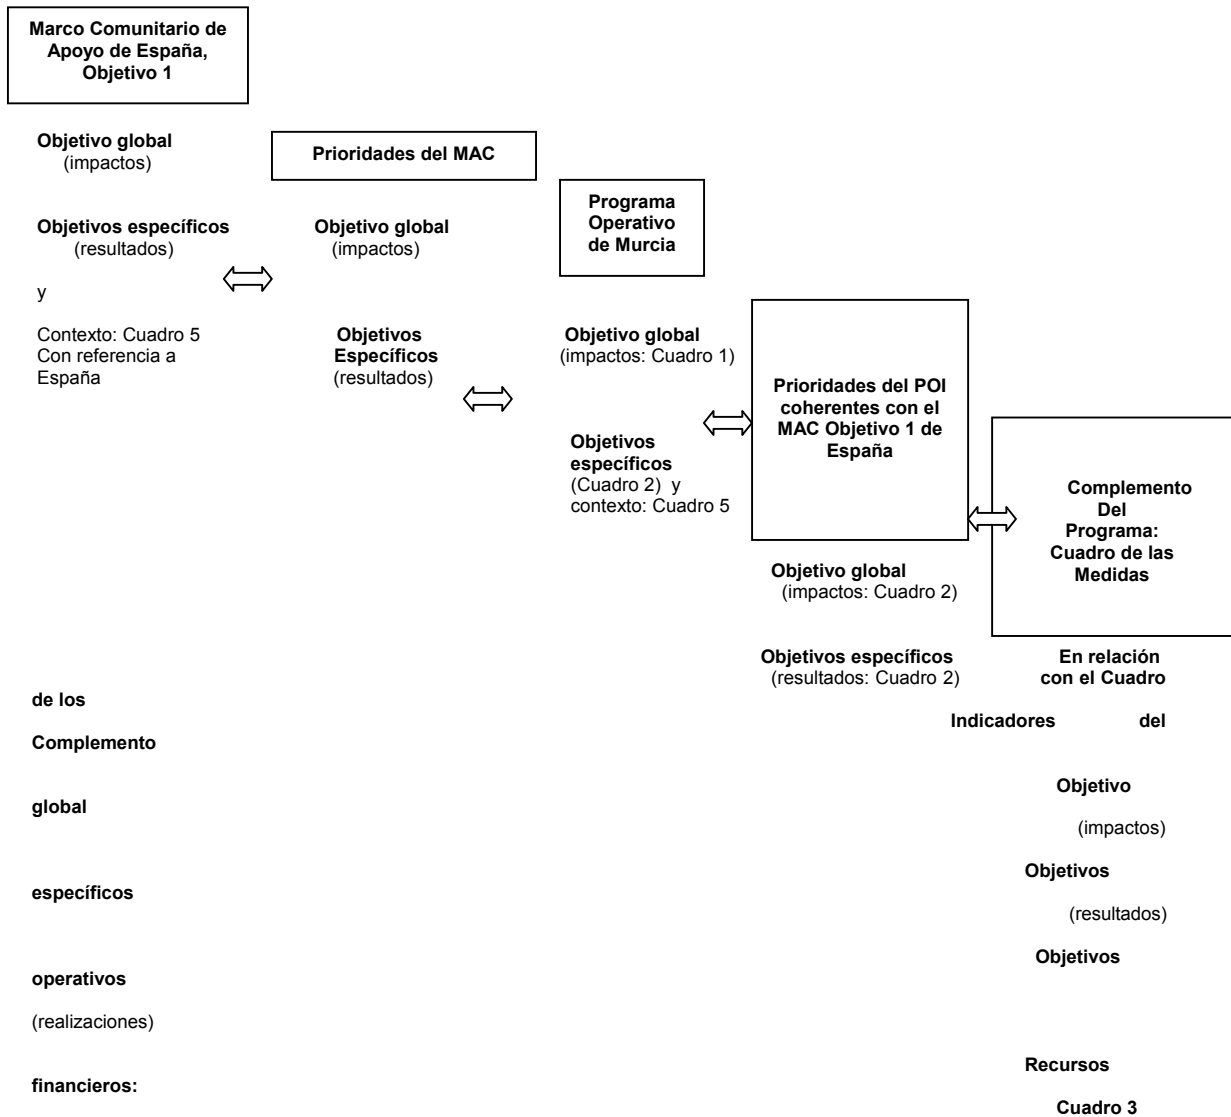 Marco Comunitario de
Apoyo de España,
Objetivo 1
Objetivo global
(impactos)
Objetivos específicos
(resultados)
y
Contexto: Cuadro 5
Con referencia a
España
Prioridades del MAC
Objetivo global
(impactos)
Objetivos
Específicos
(resultados)
Programa
Operativo
de Murcia
Objetivo global
(impactos: Cuadro 1)
Objetivos
específicos
(Cuadro 2) y
contexto: Cuadro 5
Prioridades del POI
coherentes con el
MAC Objetivo 1 de
España
Objetivo global
(impactos: Cuadro 2)
Objetivos específicos
(resultados: Cuadro 2)
Complemento
Del
Programa:
Cuadro de las
Medidas
En relación
con el Cuadro
de los
Indicadores del
Complemento
Objetivo
global
(impactos)
Objetivos
específicos
(resultados)
Objetivos
operativos
(realizaciones)
Recursos
financieros:
Cuadro 3